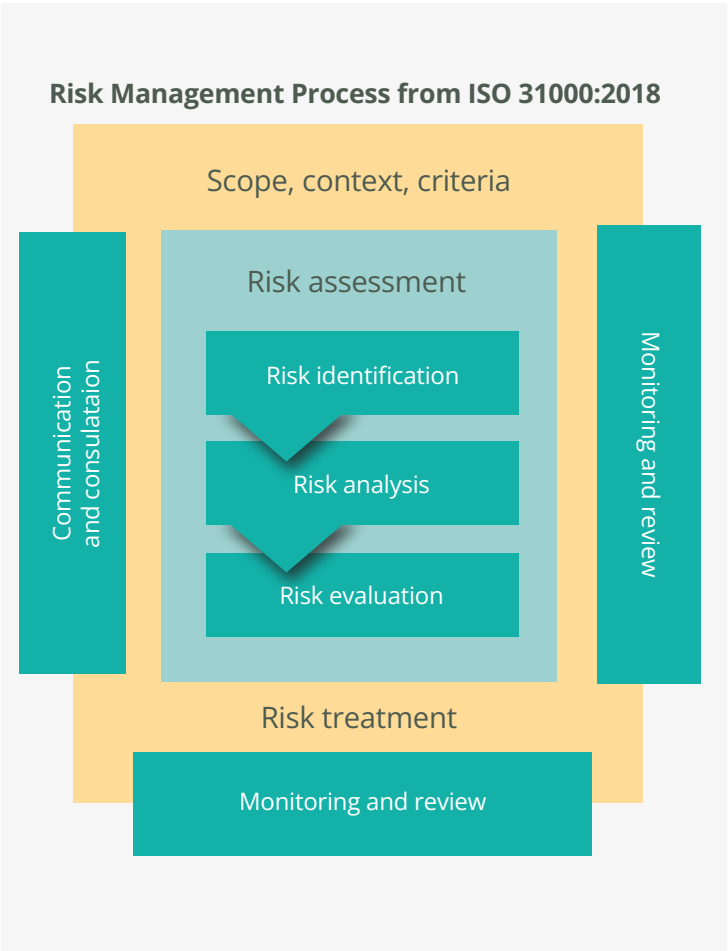 Risk Management Process from ISO 31000:2018
Scope, context, criteria
Communication
and consulataion
Risk assessment
Risk identification
Risk analysis
Risk evaluation
Monitoring and review
Risk treatment
Monitoring and review